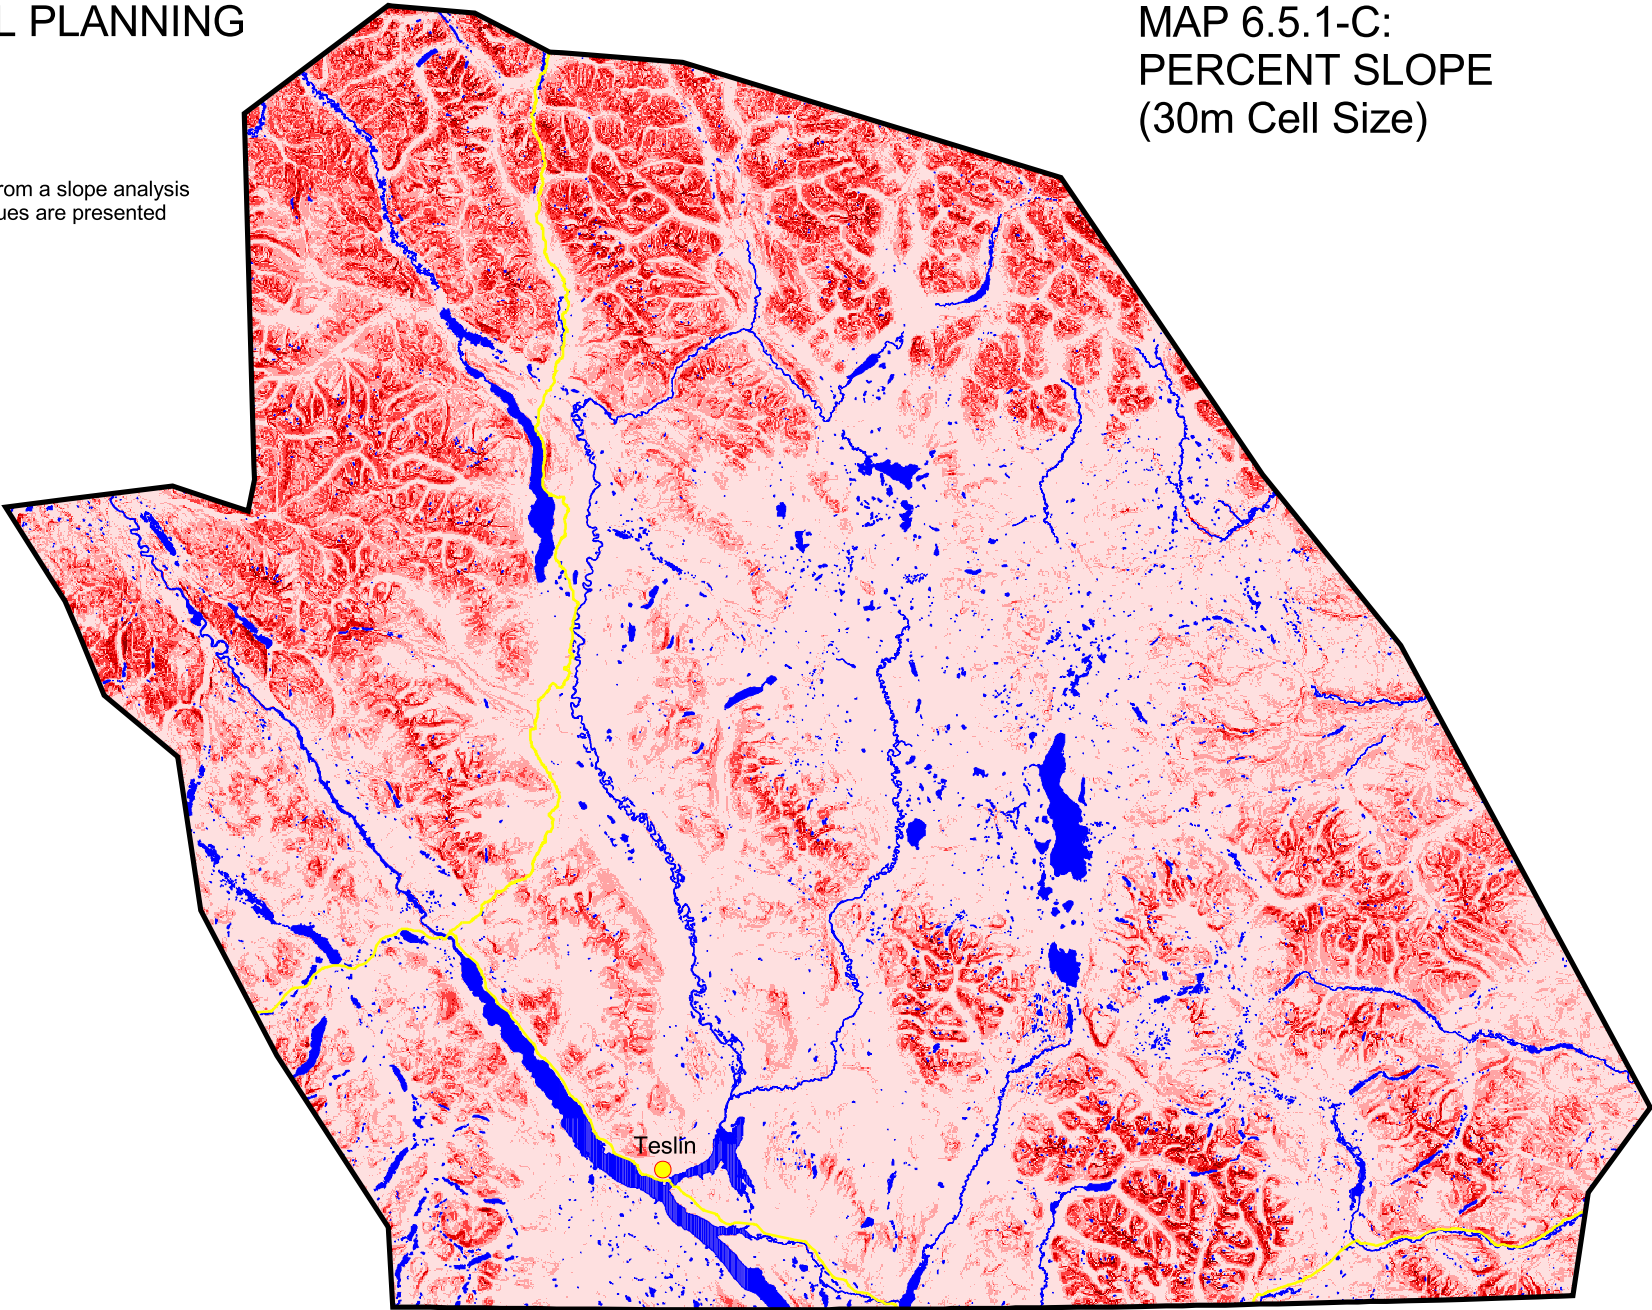 L PLANNING
MAP 6.5.1-C:
PERCENT SLOPE
(30m Cell Size)
rom a slope analysis
ues are presented
Teslin